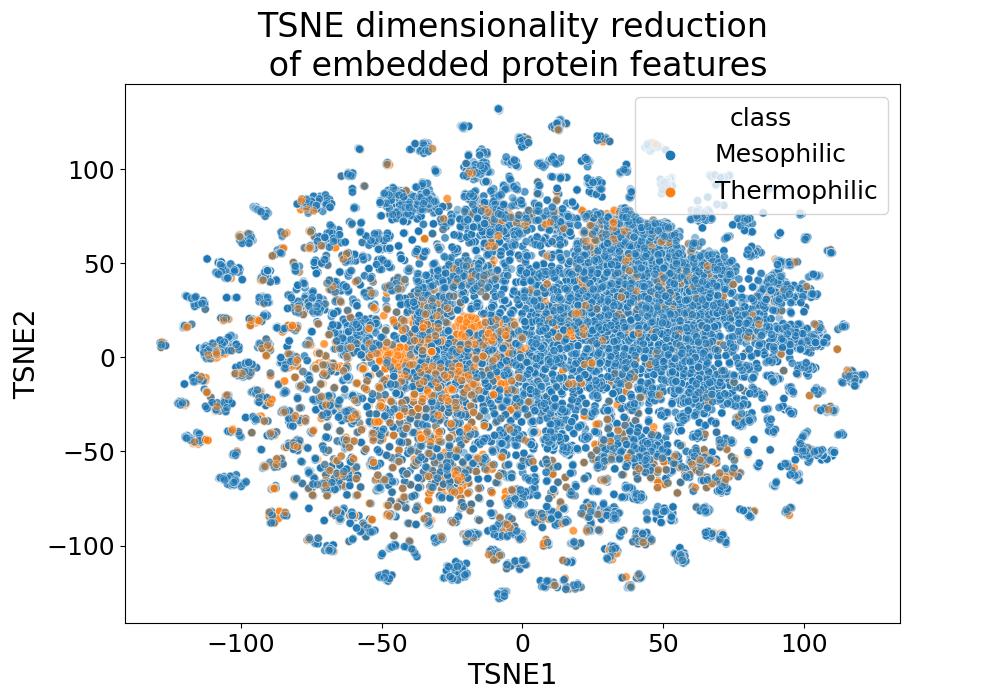 TSNE dimensionality reduction
of embedded protein features
class
Mesophilic
Thermophilic
TSNE2
100
50
0
−50
−100
−100
−50
0
50
100
TSNE1